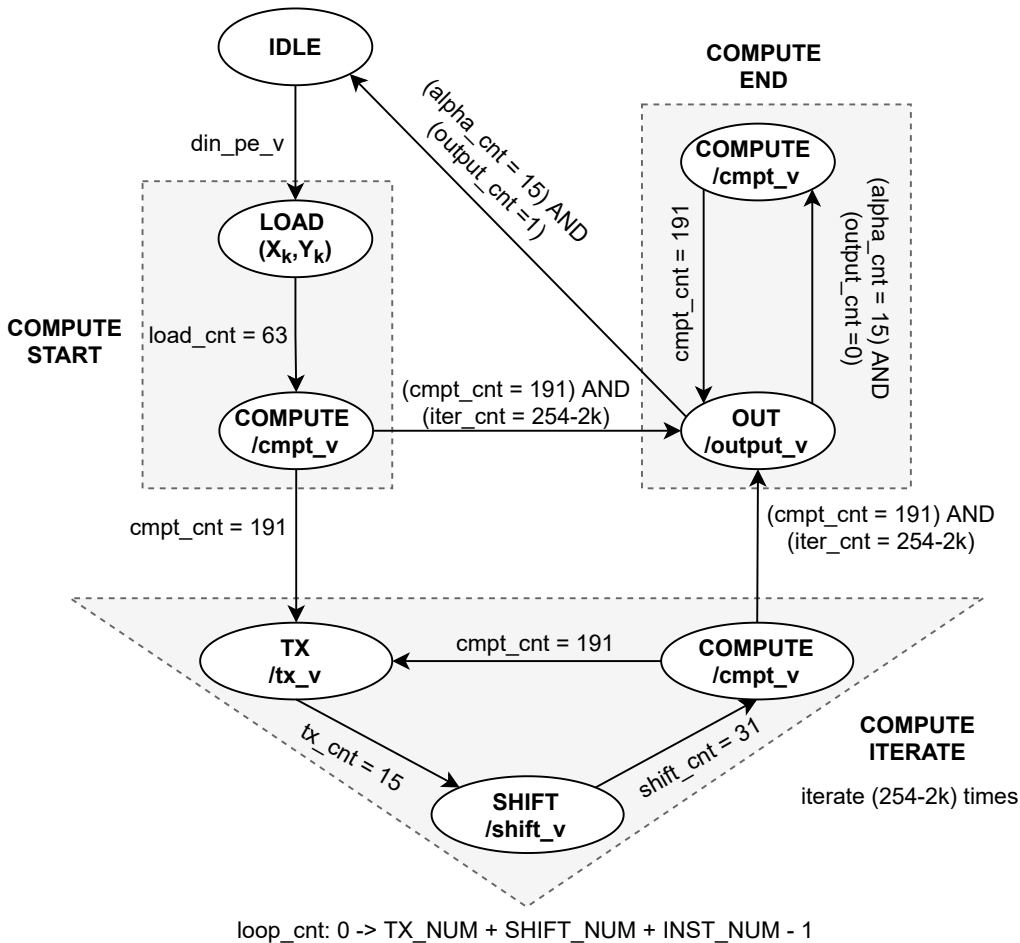 IDLE
COMPUTE
END
din_pe_v
(alpha_cnt = 15) AND
(output_cnt =1)
COMPUTE
/cmpt_v
cmpt_cnt = 191
(alpha_cnt = 15) AND
(output_cnt =0)
LOAD
(Xk,Yk)
COMPUTE
START
load_cnt = 63
COMPUTE
/cmpt_v
(cmpt_cnt = 191) AND
(iter_cnt = 254-2k)
OUT
/output_v
cmpt_cnt = 191
(cmpt_cnt = 191) AND
(iter_cnt = 254-2k)
TX
/tx_v
cmpt_cnt = 191
COMPUTE
/cmpt_v
tx_cnt = 15
shift_cnt = 31
SHIFT
/shift_v
COMPUTE
ITERATE
iterate (254-2k) times
loop_cnt: 0 -> TX_NUM + SHIFT_NUM + INST_NUM - 1